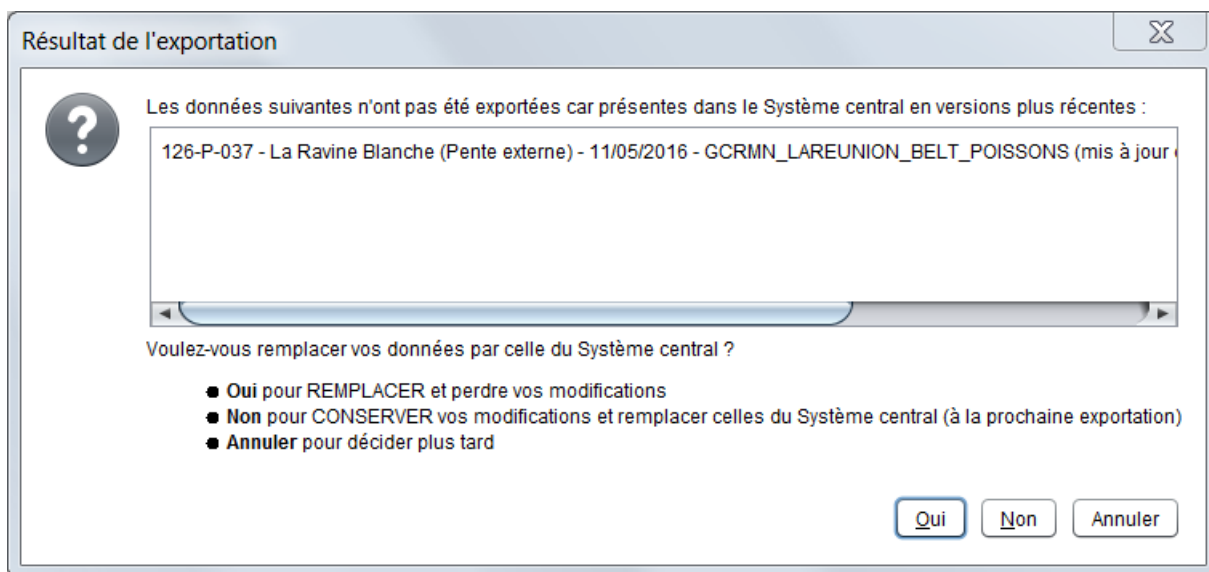 Résultat de l'exportation
Les données suivantes n'ont pas été exportées car présentes dans le Système central en versions plus récentes :
126-P-037 - La Ravine Blanche (Pente externe) - 11/05/2016 - GCRMN_LAREUNION_BELT_POISSONS (mis à jour
Voulez-vous remplacer vos données par celle du Système central ?
● Oui pour REMPLACER et perdre vos modifications
● Non pour CONSERVER vos modifications et remplacer celles du Système central (à la prochaine exportation)
● Annuler pour décider plus tard
Oui Non Annuler